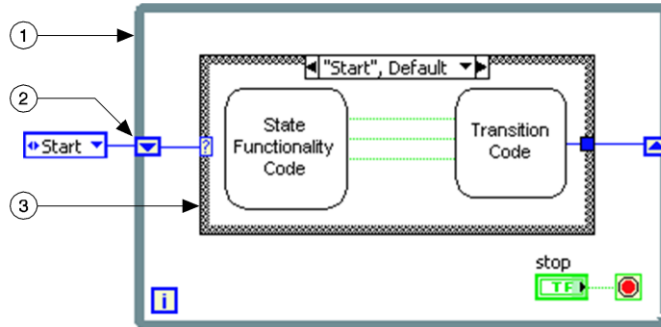 1
"Start", Default
2
State
Functionality
Code
Transition
Code
Start
?
3
stop
TF
i